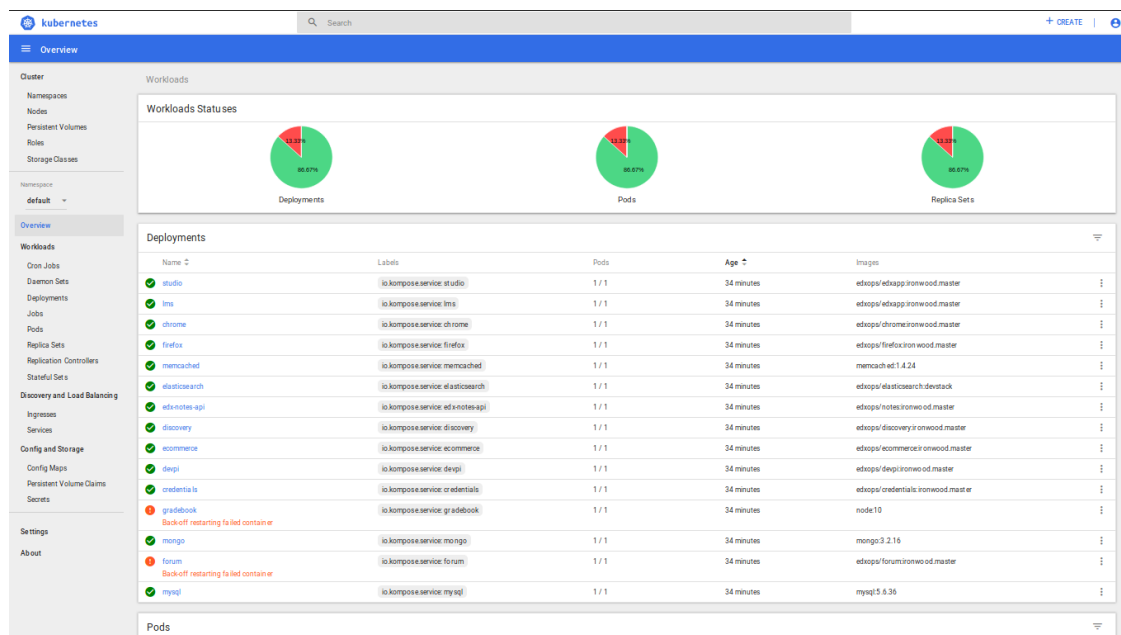 kubernetes
Search
+ CREATE |
Overview
Cluster
Namespaces
Nodes
Persistent Volumes
Roles
Storage Classes
Namespace
default
Overview
Workloads
Cron Jobs
Daemon Sets
Deployments
Jobs
Pods
Replica Sets
Replication Controllers
Stateful Sets
Discovery and Load Balancing
Ingresses
Services
Config and Storage
Config Maps
Persistent Volume Claims
Secrets
Settings
About
Workloads
Workloads Statuses
13.33% 13.33% 13.33%
86.67% 86.67% 86.67%
Deployments Pods Replica Sets
Deployments
Name Labels Pods Age Images
studio io.kompose.service: studio 1 / 1 34 minutes edxops/edxapp:ironwood.master
lms io.kompose.service: lms 1 / 1 34 minutes edxops/edxapp:ironwood.master
chrome io.kompose.service: chrome 1 / 1 34 minutes edxops/chrome:ironwood.master
firefox io.kompose.service: firefox 1 / 1 34 minutes edxops/firefox:ironwood.master
memcached io.kompose.service: memcached 1 / 1 34 minutes memcached:1.4.24
elasticsearch io.kompose.service: elasticsearch 1 / 1 34 minutes edxops/elasticsearch:devstack
edx-notes-api io.kompose.service: edx-notes-api 1 / 1 34 minutes edxops/notes:ironwood.master
discovery io.kompose.service: discovery 1 / 1 34 minutes edxops/discovery:ironwood.master
ecommerce io.kompose.service: ecommerce 1 / 1 34 minutes edxops/ecommerce:ironwood.master
devpi io.kompose.service: devpi 1 / 1 34 minutes edxops/devpi:ironwood.master
credentials io.kompose.service: credentials 1 / 1 34 minutes edxops/credentials:ironwood.master
gradebook io.kompose.service: gradebook 1 / 1 34 minutes node:10
Back-off restarting failed container
mongo io.kompose.service: mongo 1 / 1 34 minutes mongo:3.2.16
forum io.kompose.service: forum 1 / 1 34 minutes edxops/forum:ironwood.master
Back-off restarting failed container
mysql io.kompose.service: mysql 1 / 1 34 minutes mysql:5.6.36
Pods